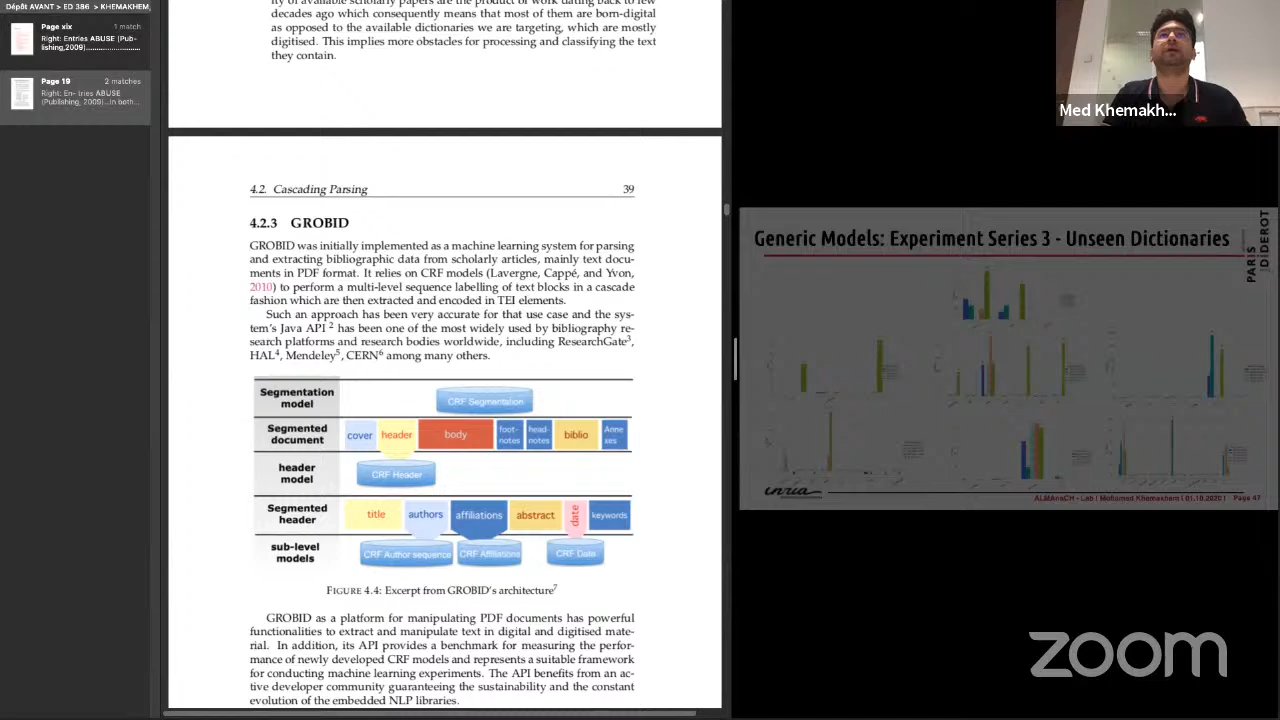 Dépôt AVANT > ED 386 > KHEMAKHEM
Page xix 1 match
Right: Entries ABUSE (Pub-
lishing,2009)
Page 19 2 matches
Right: En- tries ABUSE
(Publishing, 2009)...In both...
ity of available scholarly papers are the product of work dating back to few
decades ago which consequently means that most of them are born-digital
as opposed to the available dictionaries we are targeting, which are mostly
digitised. This implies more obstacles for processing and classifying the text
they contain.
4.2. Cascading Parsing 39
4.2.3 GROBID
GROBID was initially implemented as a machine learning system for parsing
and extracting bibliographic data from scholarly articles, mainly text docu-
ments in PDF format. It relies on CRF models (Lavergne, Cappé, and Yvon,
2010) to perform a multi-level sequence labelling of text blocks in a cascade
fashion which are then extracted and encoded in TEI elements.
Such an approach has been very accurate for that use case and the sys-
tem's Java API 2 has been one of the most widely used by bibliography re-
search platforms and research bodies worldwide, including ResearchGate3,
HAL4, Mendeley5, CERN6 among many others.
Segmentation
model
CRF Segmentation
Segmented
document
cover
header
body
foot-
notes
head-
notes
biblio
Anne
xes
header
model
CRF Header
Segmented
header
title
authors
affiliations
abstract
date
keywords
sub-level
models
CRF Author sequence
CRF Affiliations
CRF Date
FIGURE 4.4: Excerpt from GROBID's architecture7
GROBID as a platform for manipulating PDF documents has powerful
functionalities to extract and manipulate text in digital and digitised mate-
rial. In addition, its API provides a benchmark for measuring the perfor-
mance of newly developed CRF models and represents a suitable framework
for conducting machine learning experiments. The API benefits from an ac-
tive developer community guaranteeing the sustainability and the constant
evolution of the embedded NLP libraries.
Med Khemakh...
Generic Models: Experiment Series 3 - Unseen Dictionaries
PARIS
DIDEROT
inria
ALMAnaCH - Lab | Mohamed Khemakhem | 01.10.2020 | Page 47
zoom